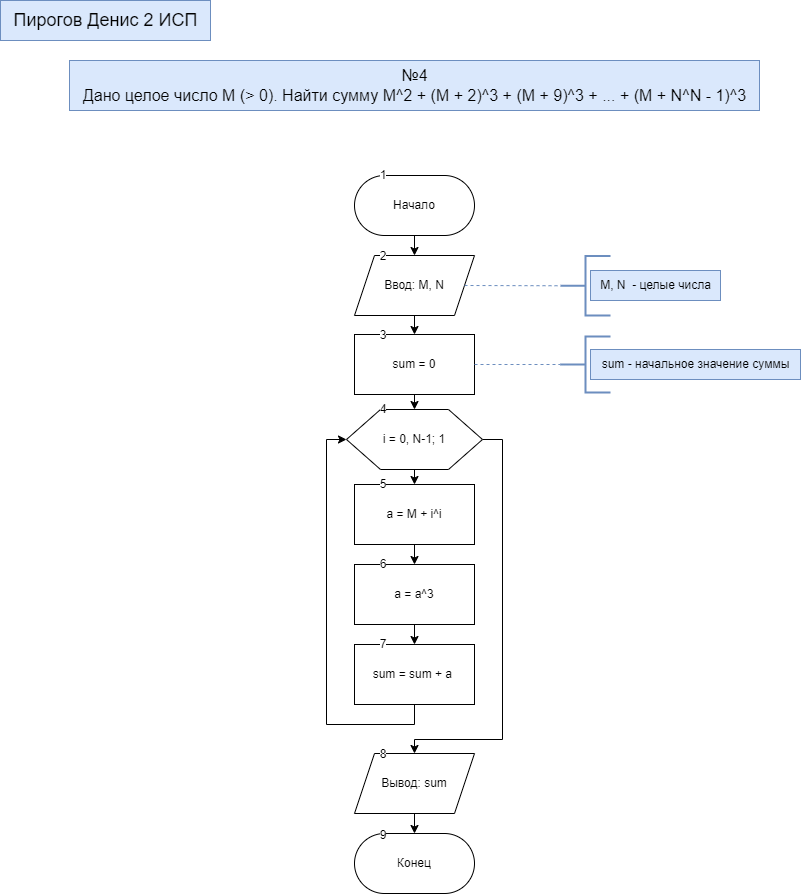 Пирогов Денис 2 ИСП
№4
Дано целое число M (> 0). Найти сумму M^2 + (M + 2)^3 + (M + 9)^3 + ... + (M + N^N - 1)^3
1
Начало
2
Ввод: M, N
M, N - целые числа
3
sum = 0
sum - начальное значение суммы
4
i = 0, N-1; 1
5
a = M + i^i
6
a = a^3
7
sum = sum + a
8
Вывод: sum
9
Конец